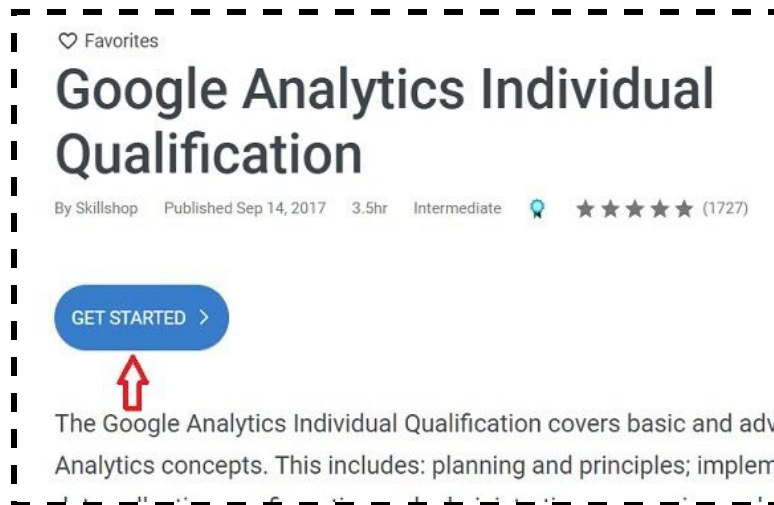 Favorites
Google Analytics Individual
Qualification
By Skillshop Published Sep 14, 2017 3.5hr Intermediate (1727)
GET STARTED >
The Google Analytics Individual Qualification covers basic and adv
Analytics concepts. This includes: planning and principles; implem